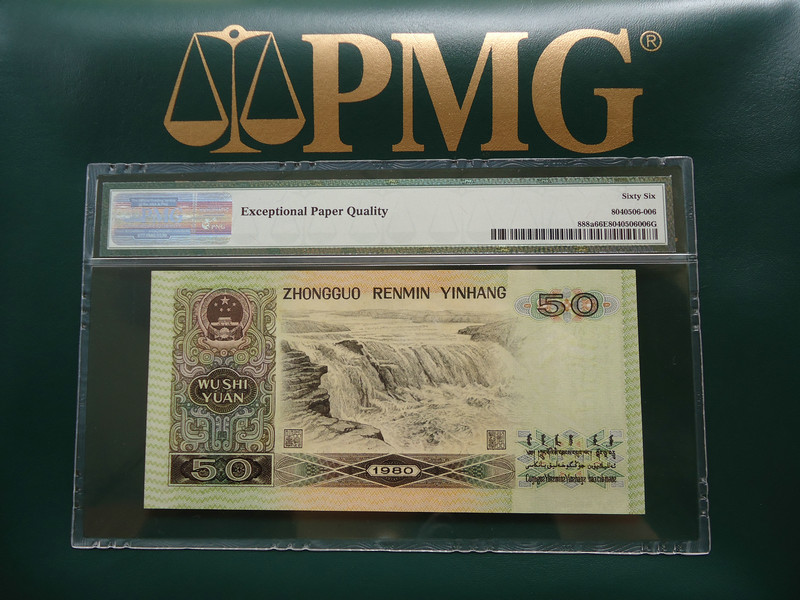 PMG®
Sixty Six
Exceptional Paper Quality
8040506-006
888a66E8040506006G
ZHONGGUO RENMIN YINHANG
50
WU SHI
YUAN
50
1980